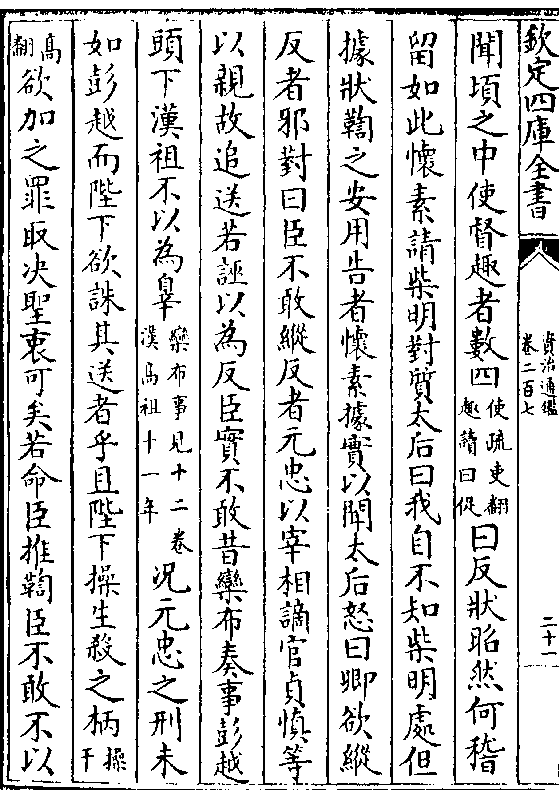 欽定四庫全書
資治通鑑
卷二百七
二十一
聞頃之中使督趣者數四使疏吏翻趣讀曰促曰反狀昭然何稽
留如此懷素請柴明對質太后曰我自不知柴明處但
據狀鞫之安用告者懷素據實以聞太后怒曰卿欲縱
反者邪對曰臣不敢縱反者元忠以宰相謫官貞慎等
以親故追送若誣以為反臣實不敢昔欒布奏事彭越
頭下漢祖不以為辠欒布事見十二卷漢高祖十一年況元忠之刑未
如彭越而陛下欲誅其送者乎且陛下操生殺之柄操千
高翻欲加之罪取决聖衷可矣若命臣推鞫臣不敢不以